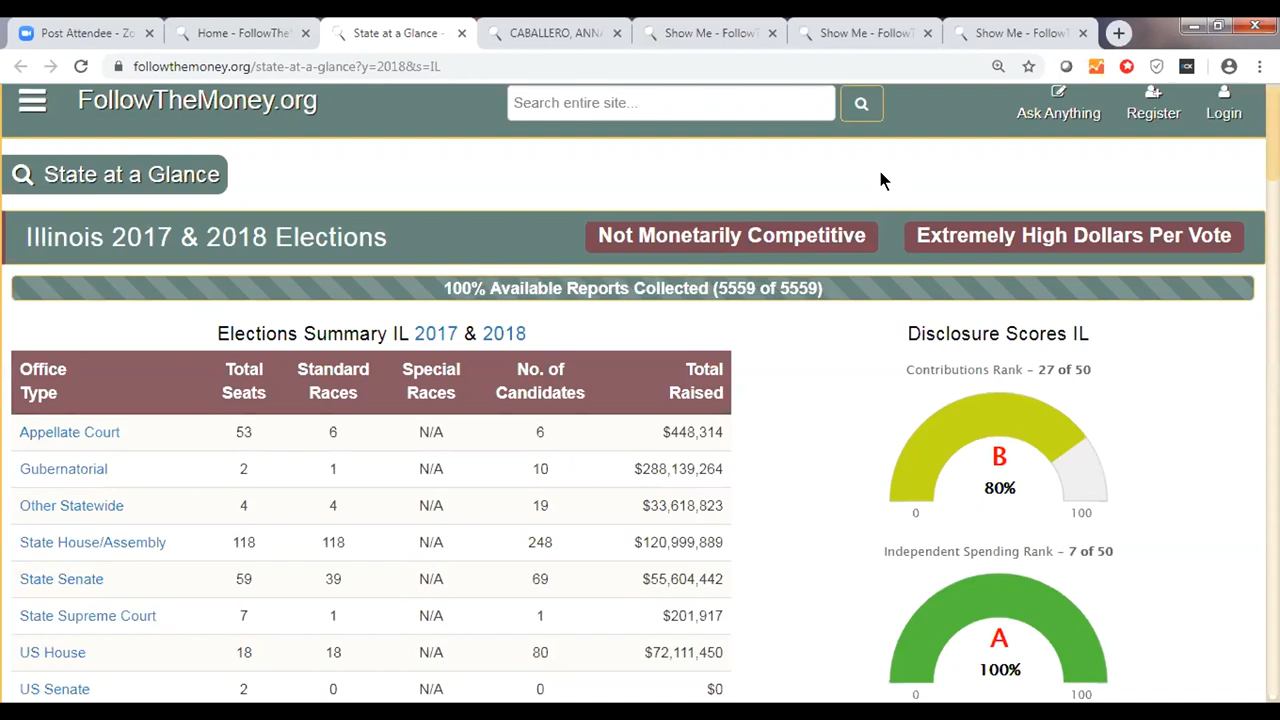 Post Attendee - Zo
Home - FollowThe
State at a Glance -
CABALLERO, ANNA
Show Me - FollowT
Show Me - FollowT
Show Me - FollowT
followthemoney.org/state-at-a-glance?y=2018&s=IL
FollowTheMoney.org
Search entire site...
Ask Anything
Register
Login
State at a Glance
Illinois 2017 & 2018 Elections
Not Monetarily Competitive
Extremely High Dollars Per Vote
100% Available Reports Collected (5559 of 5559)
Elections Summary IL 2017 & 2018
Office Type Total Seats Standard Races Special Races No. of Candidates Total Raised
Appellate Court 53 6 N/A 6 $448,314
Gubernatorial 2 1 N/A 10 $288,139,264
Other Statewide 4 4 N/A 19 $33,618,823
State House/Assembly 118 118 N/A 248 $120,999,889
State Senate 59 39 N/A 69 $55,604,442
State Supreme Court 7 1 N/A 1 $201,917
US House 18 18 N/A 80 $72,111,450
US Senate 2 0 N/A 0 $0
Disclosure Scores IL
Contributions Rank - 27 of 50
B
80%
0 100
Independent Spending Rank - 7 of 50
A
100%
0 100